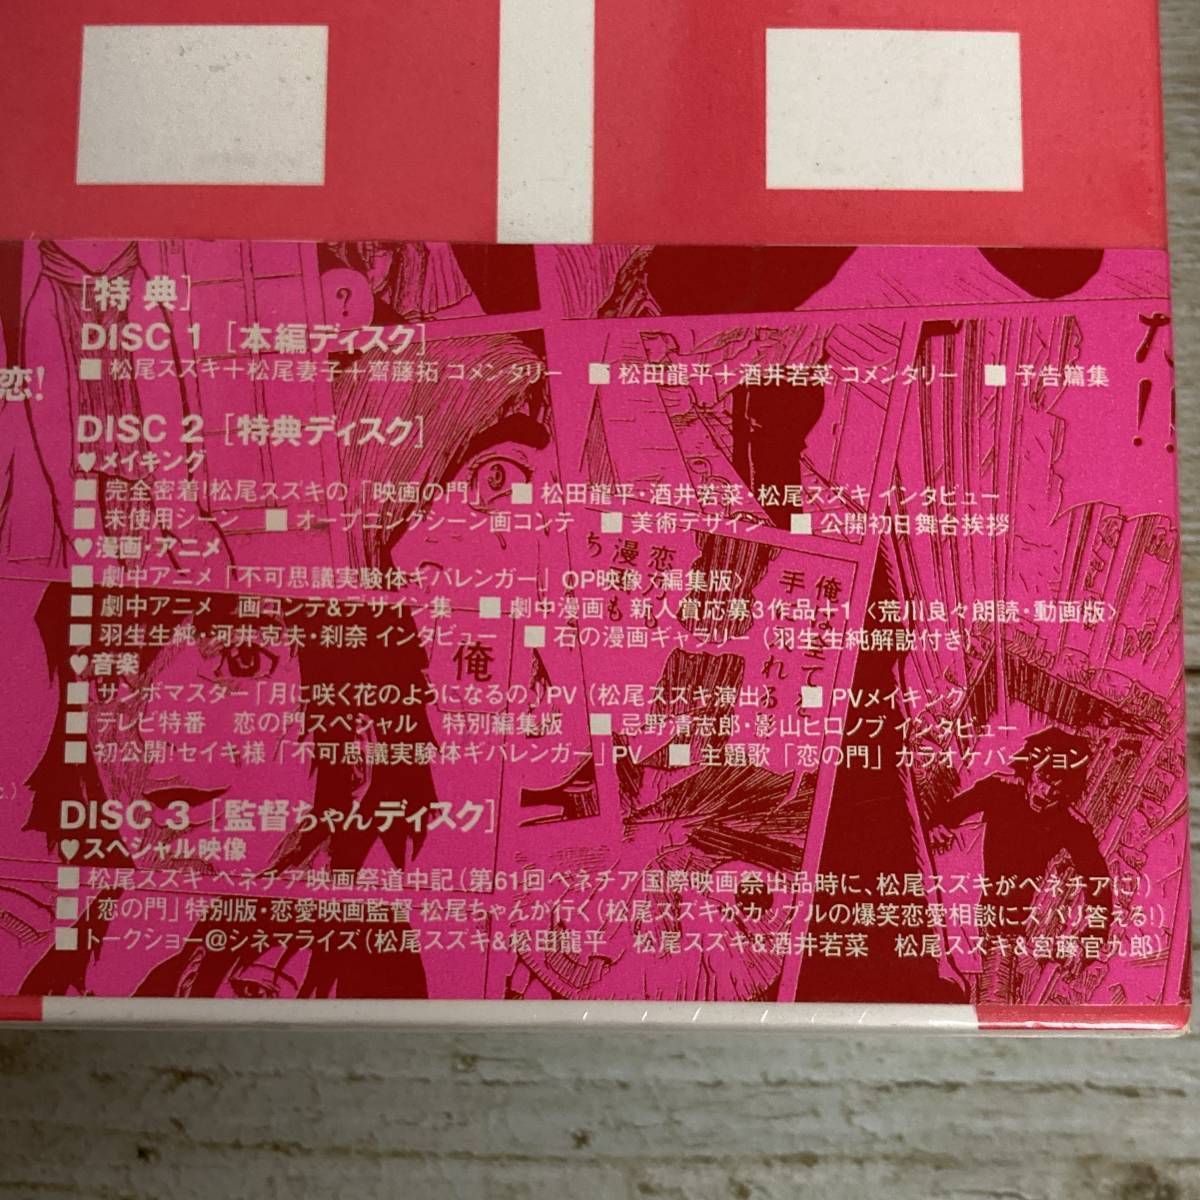 [特典]
DISC 1 [本編ディスク]
■ 松尾スズキ＋松尾妻子＋齋藤拓 コメンタリー ■ 松田龍平＋酒井若菜 コメンタリー ■ 予告篇集
恋!
DISC 2 [特典ディスク]
♥メイキング
■ 完全密着!松尾スズキの「映画の門」 ■ 松田龍平・酒井若菜・松尾スズキ インタビュー
■ 未使用シーン ■ オープニングシーン画コンテ ■ 美術デザイン ■ 公開初日舞台挨拶
♥漫画・アニメ
■ 劇中アニメ「不可思議実験体ギバレンガー」OP映像〈編集版〉
■ 劇中アニメ 画コンテ&デザイン集 ■ 劇中漫画 新人賞応募3作品＋1〈荒川良々朗読・動画版〉
■ 羽生生純・河井克夫・刹奈 インタビュー ■ 石の漫画ギャラリー（羽生生純解説付き）
♥音楽
■ サンボマスター「月に咲く花のようになるの」PV（松尾スズキ演出） ■ PVメイキング
■ テレビ特番 恋の門スペシャル 特別編集版 ■ 忌野清志郎・影山ヒロノブ インタビュー
■ 初公開!セイキ様「不可思議実験体ギバレンガー」PV ■ 主題歌「恋の門」カラオケバージョン
DISC 3 [監督ちゃんディスク]
♥スペシャル映像
■ 松尾スズキ ベネチア映画祭道中記（第61回ベネチア国際映画祭出品時に、松尾スズキがベネチアに!）
■「恋の門」特別版・恋愛映画監督 松尾ちゃんが行く（松尾スズキがカップルの爆笑恋愛相談にズバリ答える!）
■ トークショー@シネマライズ（松尾スズキ&松田龍平 松尾スズキ&酒井若菜 松尾スズキ&宮藤官九郎）
?
俺